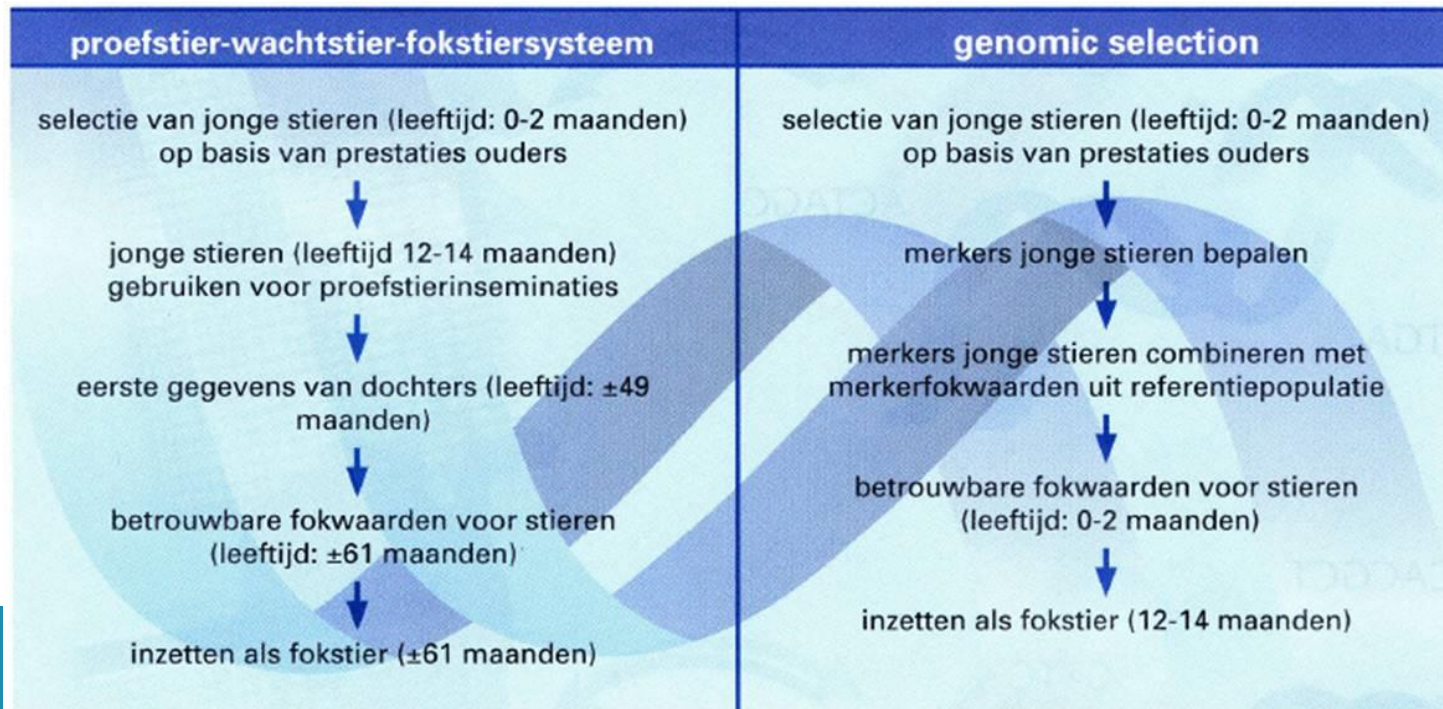 proefstier-wachtstier-fokstiersysteem
selectie van jonge stieren (leeftijd: 0-2 maanden)
op basis van prestaties ouders
jonge stieren (leeftijd 12-14 maanden)
gebruiken voor proefstierinseminaties
eerste gegevens van dochters (leeftijd: ±49
maanden)
betrouwbare fokwaarden voor stieren
(leeftijd: ±61 maanden)
inzetten als fokstier (±61 maanden)
genomic selection
selectie van jonge stieren (leeftijd: 0-2 maanden)
op basis van prestaties ouders
merkers jonge stieren bepalen
merkers jonge stieren combineren met
merkerfokwaarden uit referentiepopulatie
betrouwbare fokwaarden voor stieren
(leeftijd: 0-2 maanden)
inzetten als fokstier (12-14 maanden)